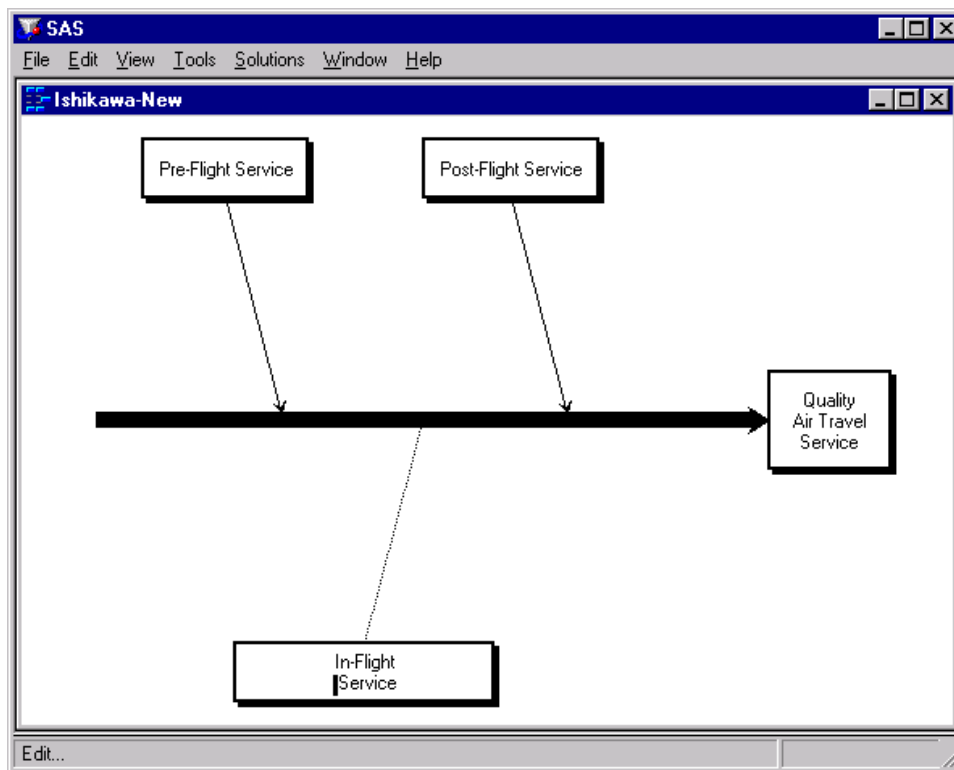 SAS
File Edit View Tools Solutions Window Help
Ishikawa-New
Pre-Flight Service
Post-Flight Service
Quality
Air Travel
Service
In-Flight
Service
Edit...